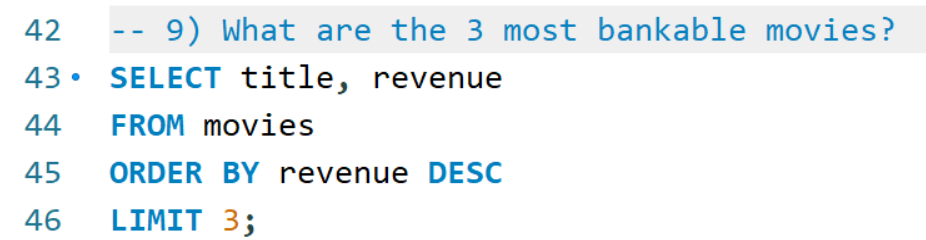 42 -- 9) What are the 3 most bankable movies?
43 SELECT title, revenue
44 FROM movies
45 ORDER BY revenue DESC
46 LIMIT 3;